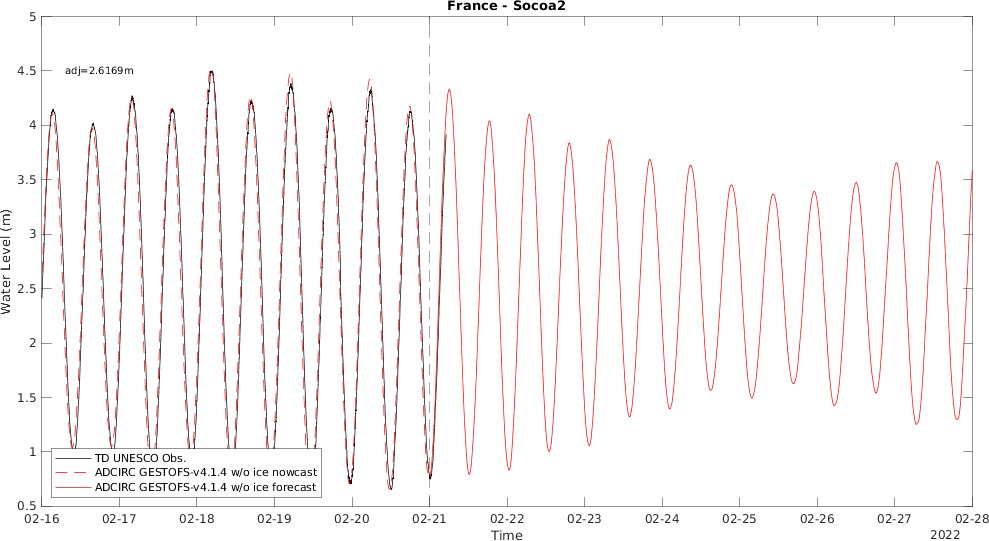 France - Socoa2
5
4.5
4
3.5
3
2.5
2
1.5
1
0.5
Water Level (m)
adj=2.6169m
TD UNESCO Obs.
ADCIRC GESTOFS-v4.1.4 w/o ice nowcast
ADCIRC GESTOFS-v4.1.4 w/o ice forecast
02-16 02-17 02-18 02-19 02-20 02-21 02-22 02-23 02-24 02-25 02-26 02-27 02-28
Time
2022